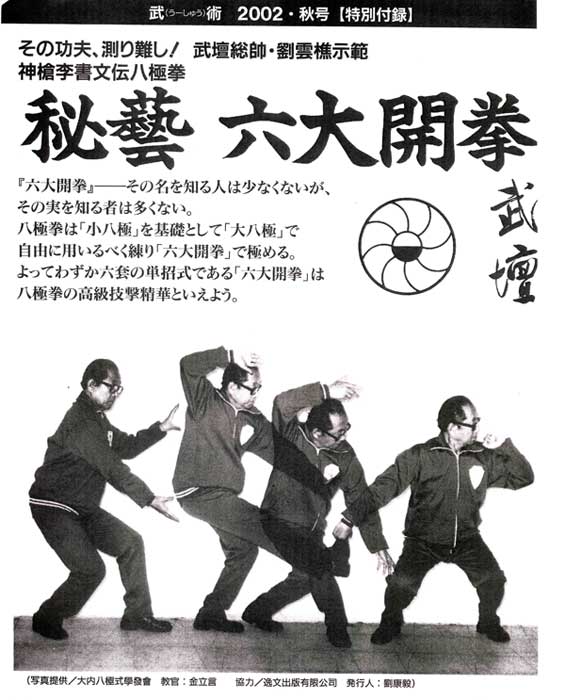 武（うーしゅう）術　2002・秋号【特別付録】
その功夫、測り難し！　武壇総帥・劉雲樵示範
神槍李書文伝八極拳
秘藝 六大開拳
『六大開拳』――その名を知る人は少なくないが、
その実を知る者は多くない。
八極拳は「小八極」を基礎として「大八極」で
自由に用いるべく練り「六大開拳」で極める。
よってわずか六套の単招式である「六大開拳」は
八極拳の高級技撃精華といえよう。
武壇
（写真提供／大内八極式學發會　教官：金立言　　協力／逸文出版有限公司　発行人：劉康毅）